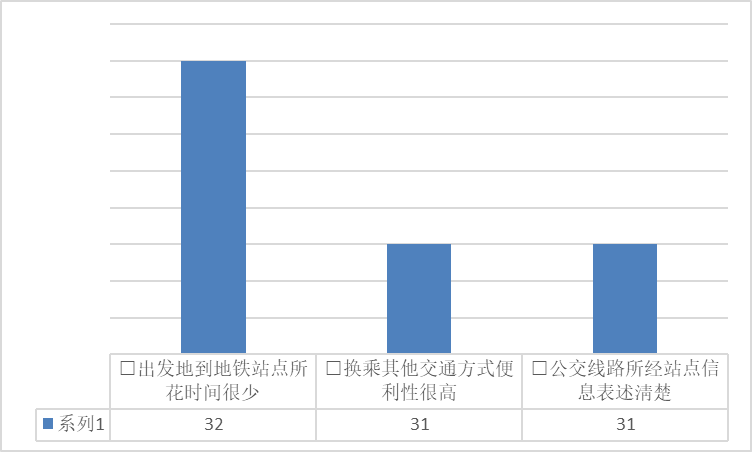 □出发地到地铁站点所
花时间很少
□换乘其他交通方式便
利性很高
□公交线路所经站点信
息表述清楚
系列1
32
31
31